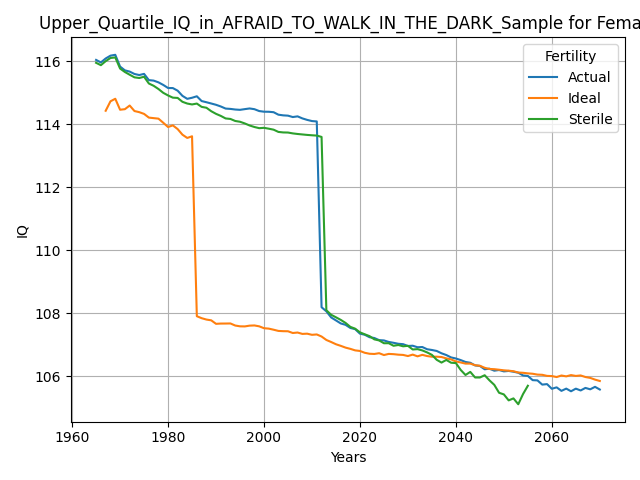 Upper_Quartile_IQ_in_AFRAID_TO_WALK_IN_THE_DARK_Sample for Fema
Fertility
Actual
Ideal
Sterile
116
114
112
110
108
106
IQ
1960
1980
2000
2020
2040
2060
Years